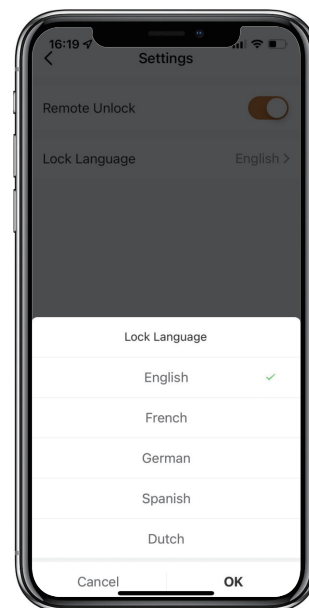 16:19
Settings
Remote Unlock
Lock Language English >
Lock Language
English
French
German
Spanish
Dutch
Cancel OK